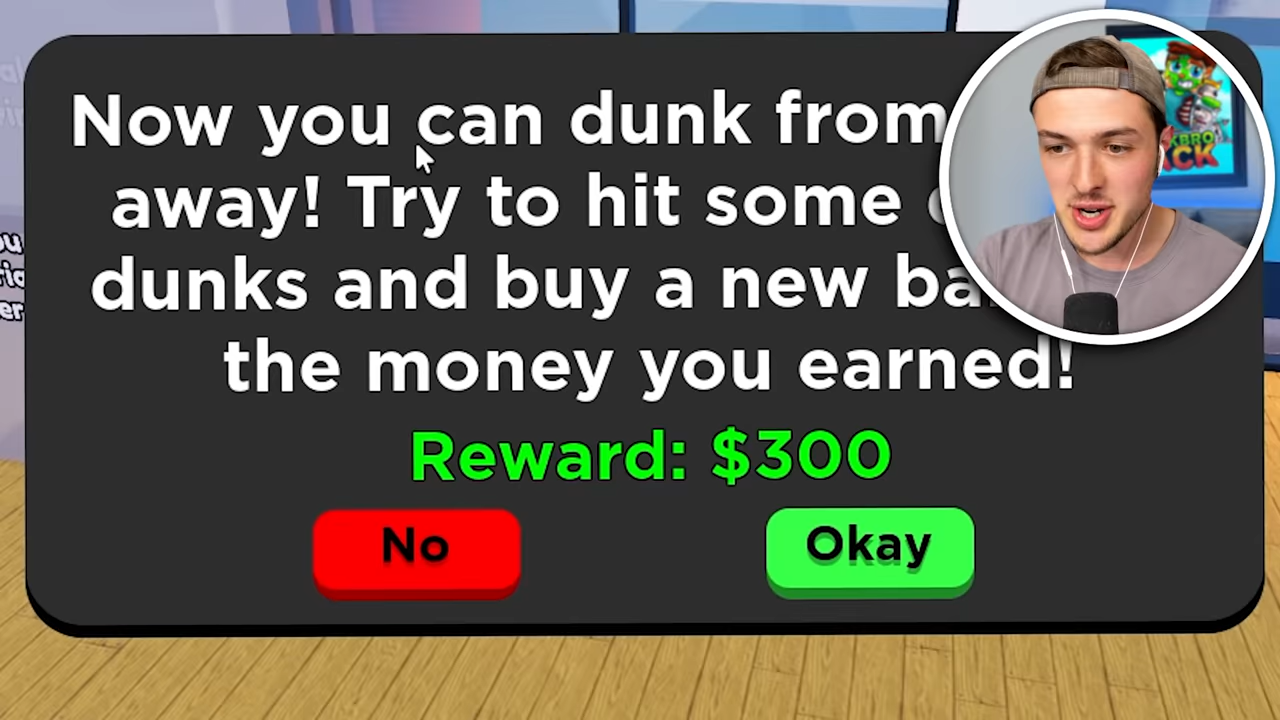 Now you can dunk from
away! Try to hit some
dunks and buy a new
the money you earned!
Reward: $300
No
Okay